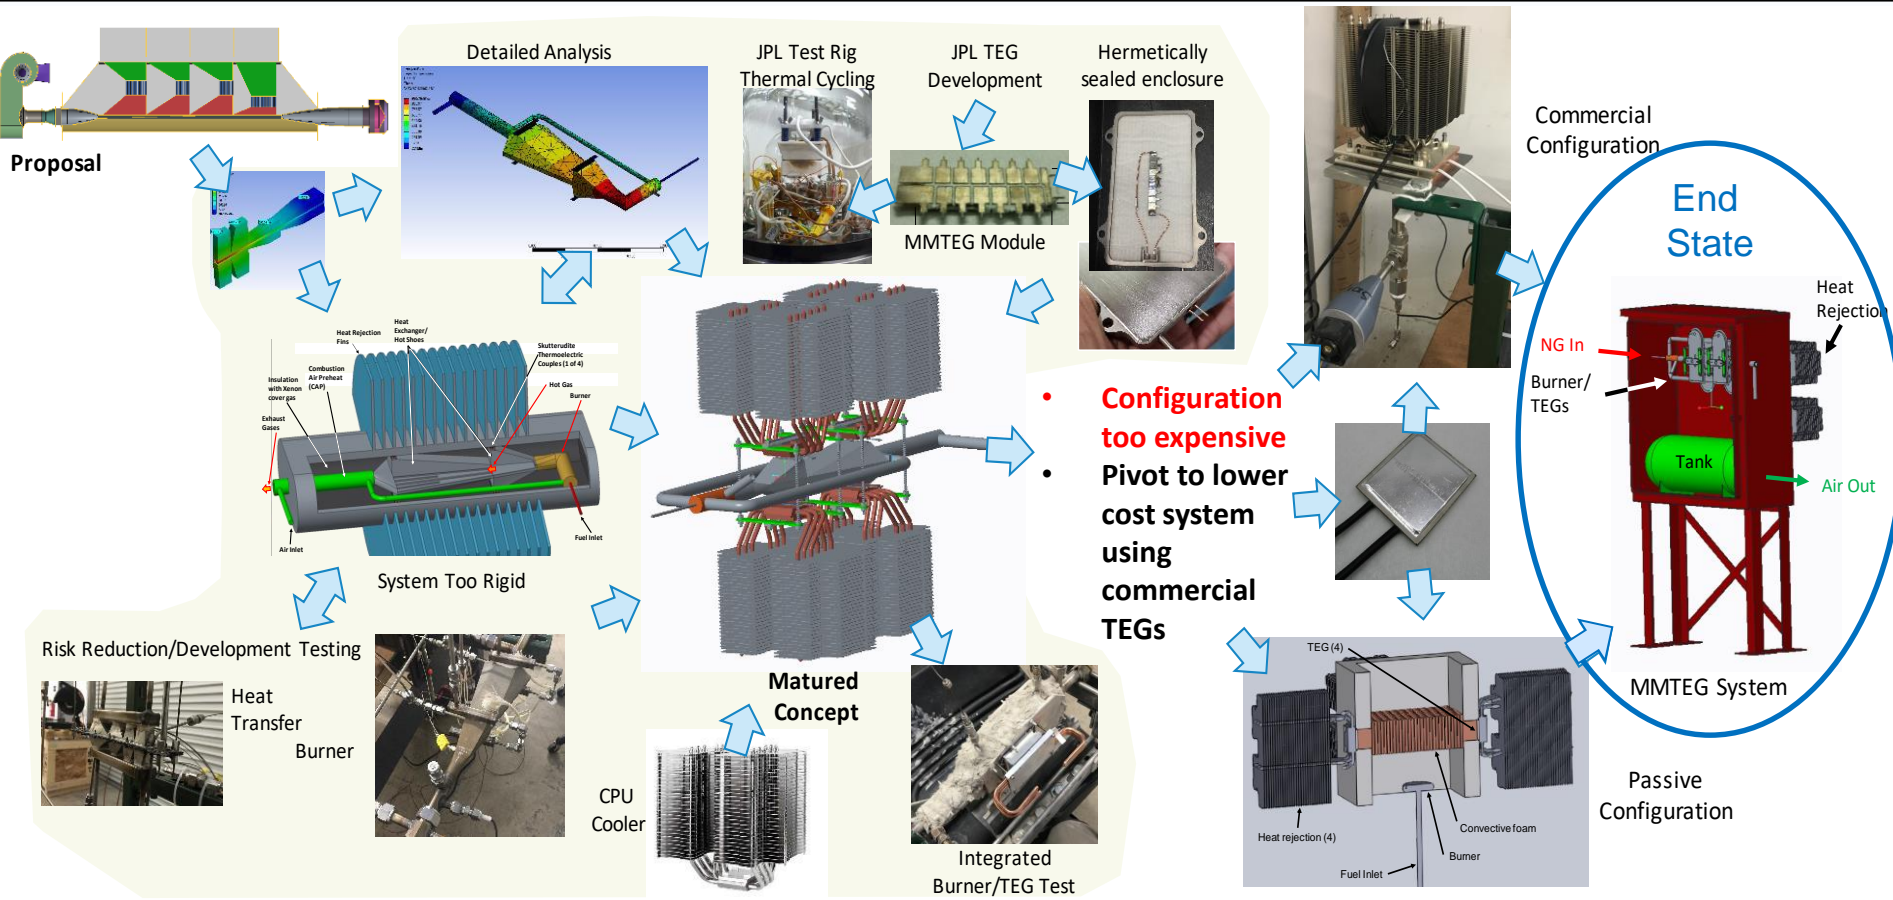 Proposal
Detailed Analysis
JPL Test Rig
Thermal Cycling
JPL TEG
Development
Hermetically
sealed enclosure
MMTEG Module
Commercial
Configuration
End
State
Heat
Rejection
NG In
Burner/
TEGs
Tank
Air Out
MMTEG System
Heat Rejection
Fins
Heat
Exchanger/
Hot Shoes
Skutterudite
Thermoelectric
Couples (1 of 4)
Combustion
Air Preheat
(CAP)
Insulation
with Xenon
cover gas
Hot Gas
Burner
Exhaust
Gases
Air Inlet
Fuel Inlet
System Too Rigid
• Configuration
too expensive
• Pivot to lower
cost system
using
commercial
TEGs
Risk Reduction/Development Testing
Heat
Transfer
Burner
Matured
Concept
CPU
Cooler
Integrated
Burner/TEG Test
TEG (4)
Heat rejection (4)
Convective foam
Burner
Fuel Inlet
Passive
Configuration